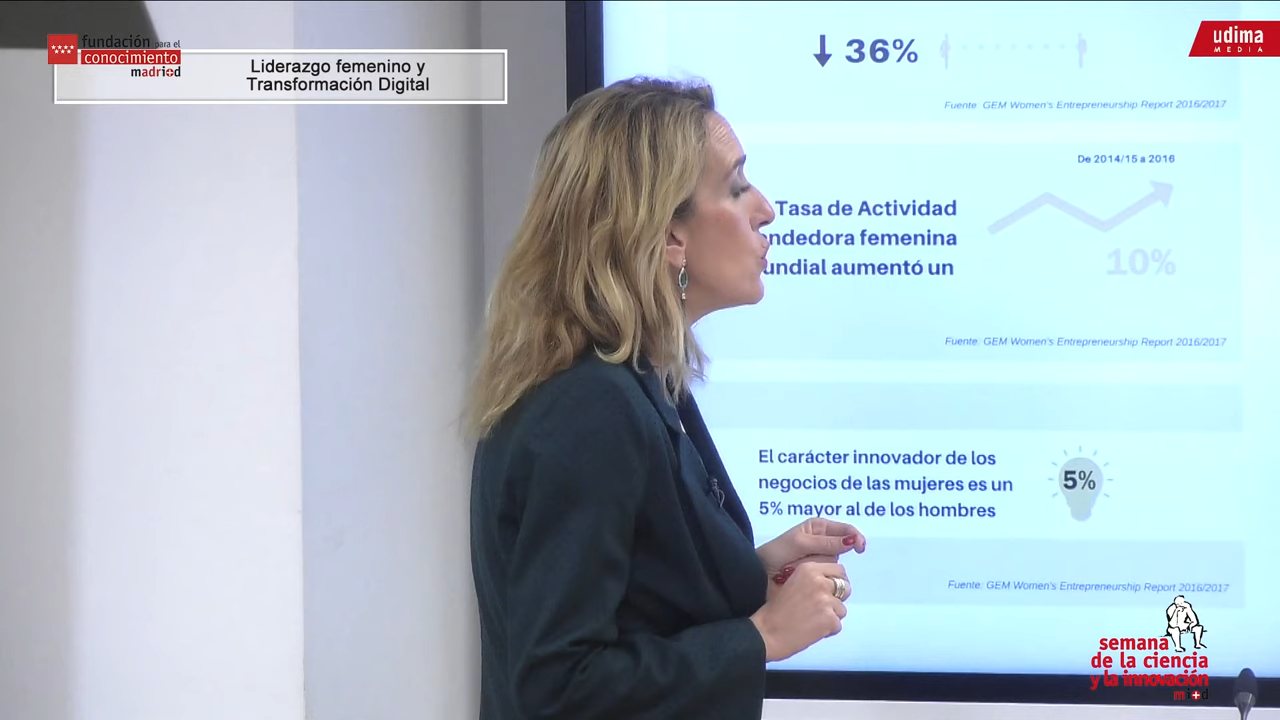 fundación para el
conocimiento
madri+d
Liderazgo femenino y
Transformación Digital
udima
MEDIA
36%
Fuente: GEM Women's Entrepreneurship Report 2016/2017
De 2014/15 a 2016
Tasa de Actividad
ndedora femenina
undial aumentó un
10%
Fuente: GEM Women's Entrepreneurship Report 2016/2017
El carácter innovador de los
negocios de las mujeres es un
5% mayor al de los hombres
5%
Fuente: GEM Women's Entrepreneurship Report 2016/2017
semana
de la ciencia
y la innovación
m+d